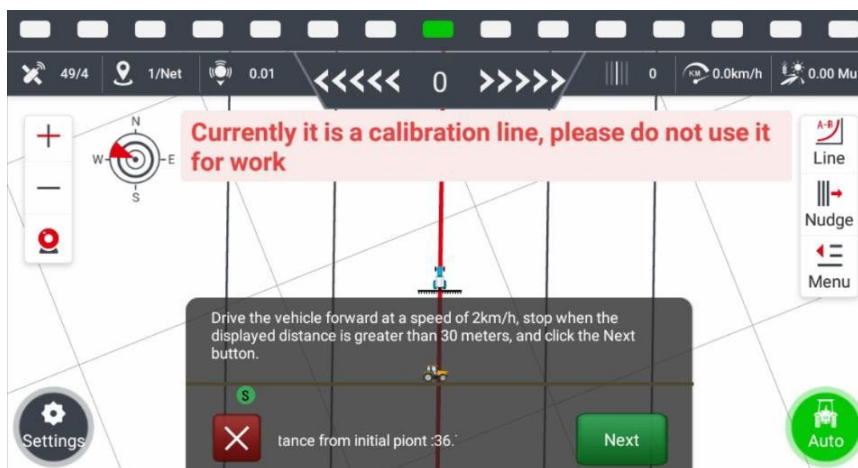 49/4
1/Net
0.01
0
0
0.0km/h
0.00 Mu
N
W
E
S
Currently it is a calibration line, please do not use it
for work
A-B
Line
Nudge
Menu
Drive the vehicle forward at a speed of 2km/h, stop when the
displayed distance is greater than 30 meters, and click the Next
button.
S
tance from initial piont :36.
Next
Settings
Auto
KM